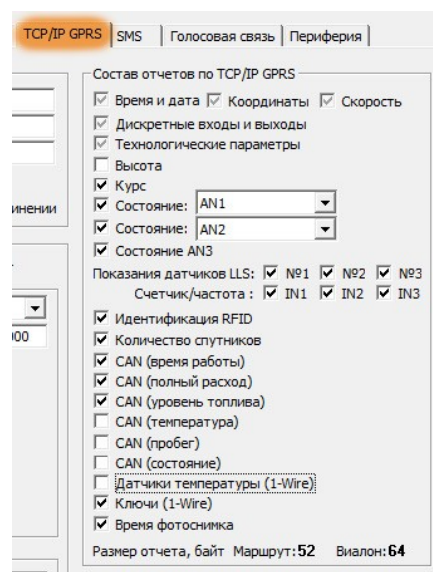 TCP/IP GPRS SMS Голосовая связь Периферия
Состав отчетов по TCP/IP GPRS
Время и дата Координаты Скорость
Дискретные входы и выходы
Технологические параметры
Высота
Курс
инении Состояние: AN1
Состояние: AN2
Состояние AN3
Показания датчиков LLS: №1 №2 №3
Счетчик/частота : IN1 IN2 IN3
Идентификация RFID
00 Количество спутников
CAN (время работы)
CAN (полный расход)
CAN (уровень топлива)
CAN (температура)
CAN (пробег)
CAN (состояние)
Датчики температуры (1-Wire)
Ключи (1-Wire)
Время фотоснимка
Размер отчета, байт Маршрут:52 Виалон:64